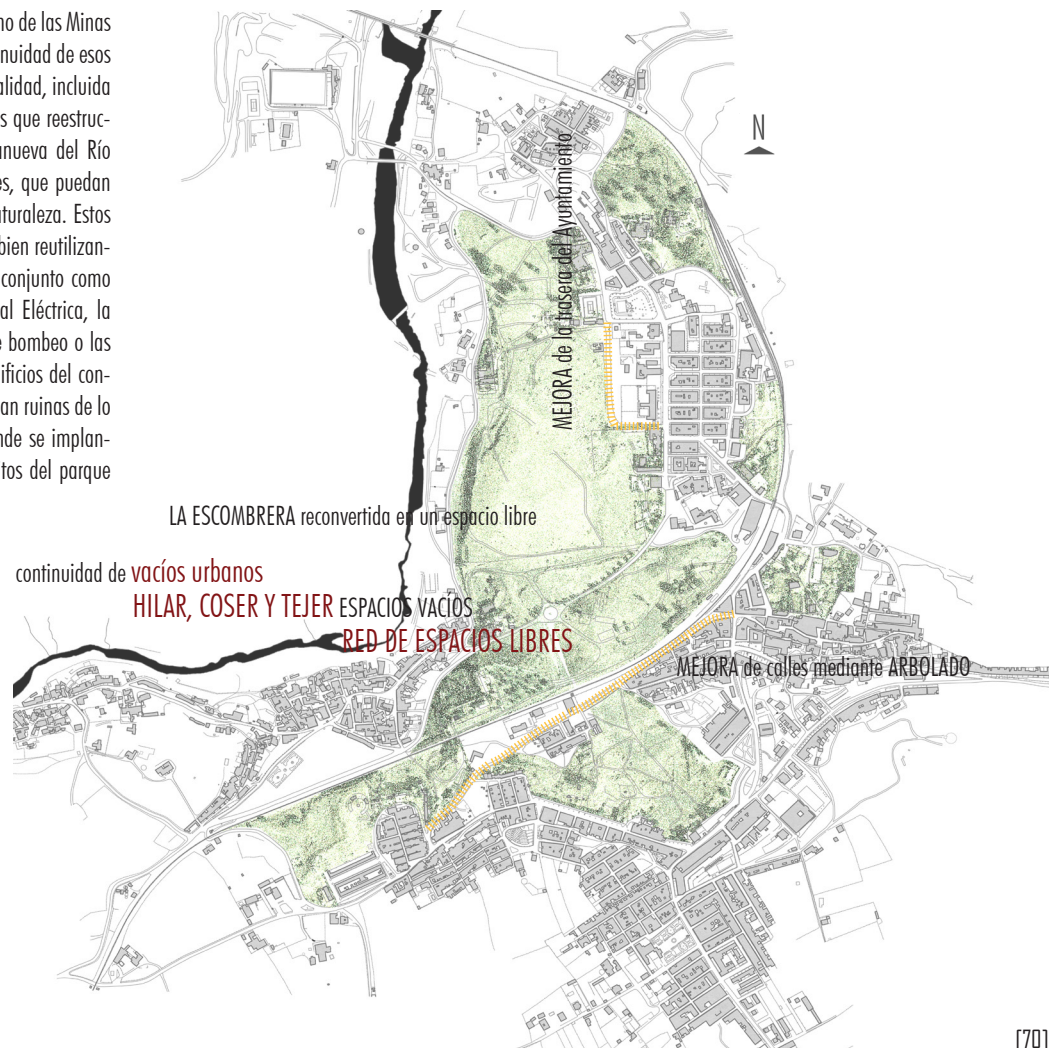 no de las Minas
nuidad de esos
alidad, incluida
s que reestruc-
anueva del Río
es, que puedan
aturaleza. Estos
bien reutilizan-
conjunto como
al Eléctrica, la
e bombeo o las
ificios del con-
an ruinas de lo
nde se implan-
tos del parque
N
MEJORA de la trasera del Ayuntamiento
LA ESCOMBRERA reconvertida en un espacio libre
continuidad de vacíos urbanos
HILAR, COSER Y TEJER ESPACIOS VACÍOS
RED DE ESPACIOS LIBRES
MEJORA de calles mediante ARBOLADO
[70]